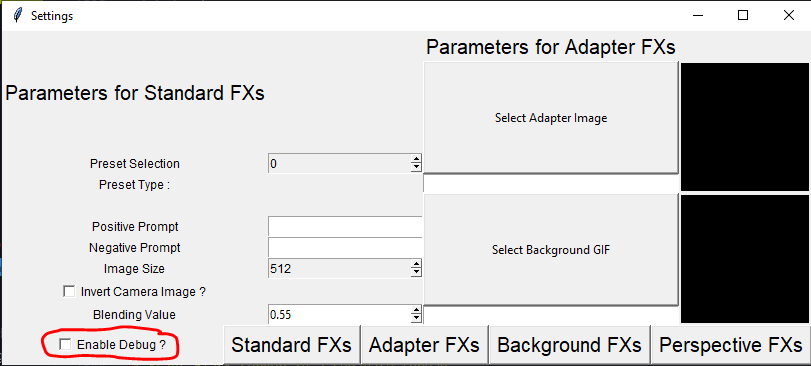 Settings
Parameters for Adapter FXs
Parameters for Standard FXs
Select Adapter Image
Preset Selection 0
Preset Type :
Positive Prompt
Negative Prompt
Select Background GIF
Image Size 512
Invert Camera Image ?
Blending Value 0.55
Enable Debug ?
Standard FXs Adapter FXs Background FXs Perspective FXs